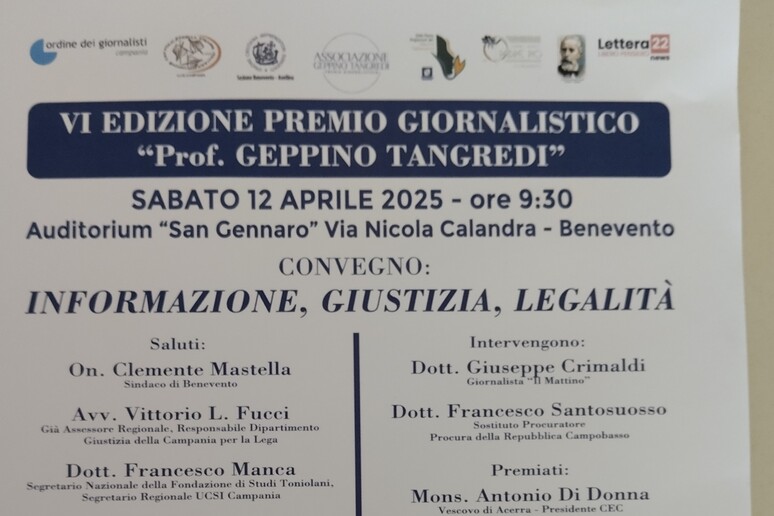 ordine dei giornalisti
campania
ASSOCIAZIONE
GEPPINO TANGREDI
Lettera22
news
VI EDIZIONE PREMIO GIORNALISTICO
“Prof. GEPPINO TANGREDI”
SABATO 12 APRILE 2025 - ore 9:30
Auditorium “San Gennaro” Via Nicola Calandra - Benevento
CONVEGNO:
INFORMAZIONE, GIUSTIZIA, LEGALITÀ
Saluti:
On. Clemente Mastella
Sindaco di Benevento
Avv. Vittorio L. Fucci
Già Assessore Regionale, Responsabile Dipartimento
Giustizia della Campania per la Lega
Dott. Francesco Manca
Segretario Nazionale della Fondazione di Studi Toniolani,
Segretario Regionale UCSI Campania
Intervengono:
Dott. Giuseppe Crimaldi
Giornalista “Il Mattino”
Dott. Francesco Santosuosso
Sostituto Procuratore
Procura della Repubblica Campobasso
Premiati:
Mons. Antonio Di Donna
Vescovo di Acerra - Presidente CEC